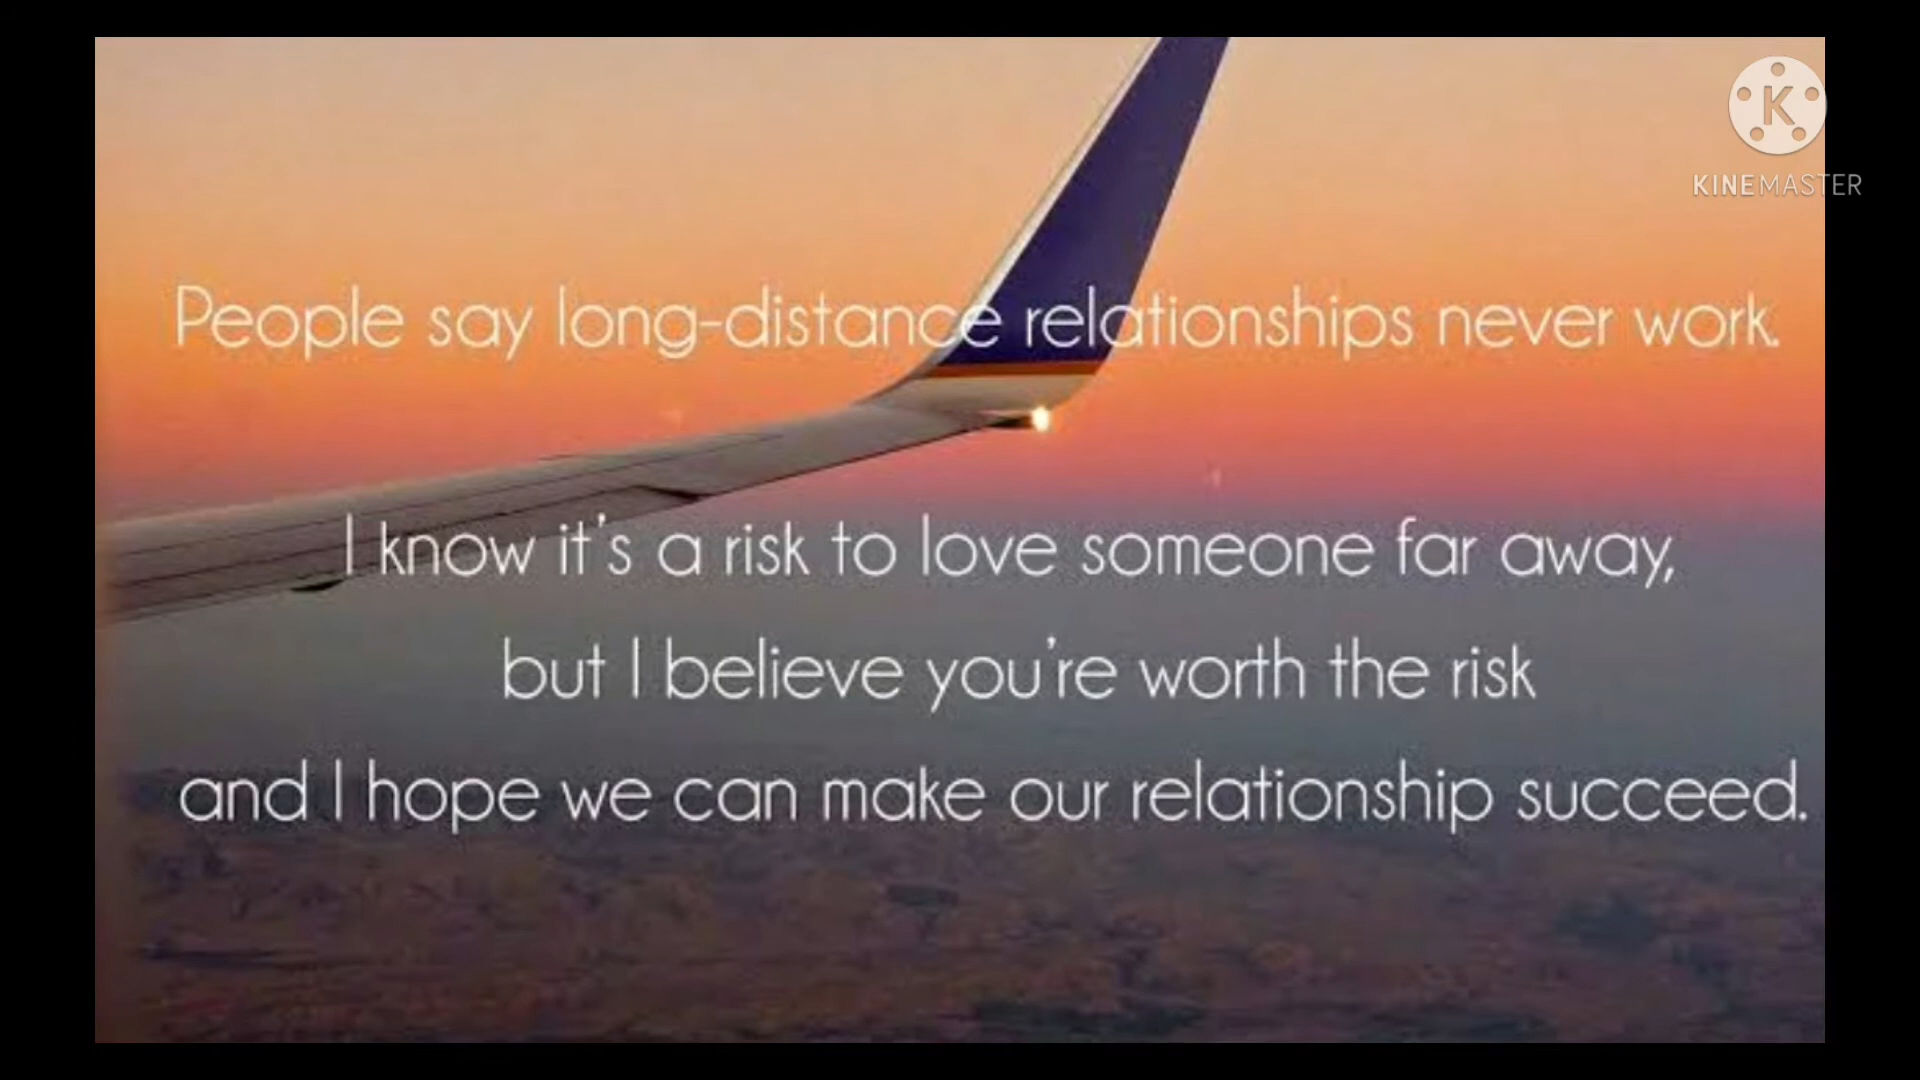 K
KINEMASTER
People say long-distance relationships never work.
I know it's a risk to love someone far away,
but I believe you're worth the risk
and I hope we can make our relationship succeed.